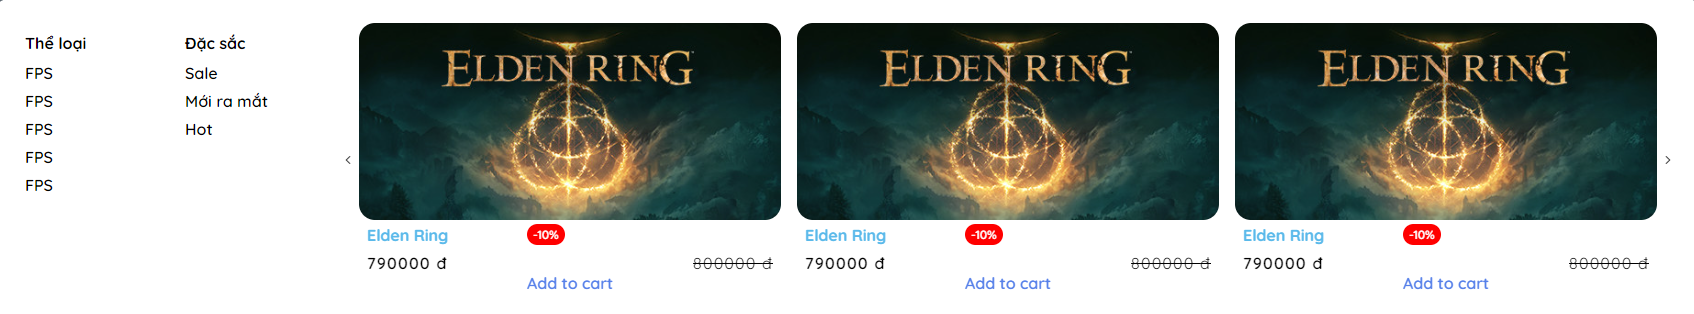 Thể loại
FPS
FPS
FPS
FPS
FPS
Đặc sắc
Sale
Mới ra mắt
Hot
ELDEN RING
Elden Ring
-10%
790000 đ
800000 đ
Add to cart
ELDEN RING
Elden Ring
-10%
790000 đ
800000 đ
Add to cart
ELDEN RING
Elden Ring
-10%
790000 đ
800000 đ
Add to cart